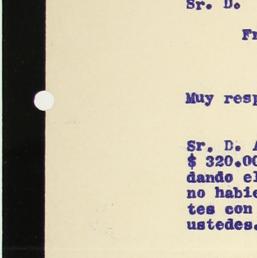 Sr. D.
Fr
Muy resp
Sr. D. A
$ 320.00
dando el
no habie
tes con
ustedes.